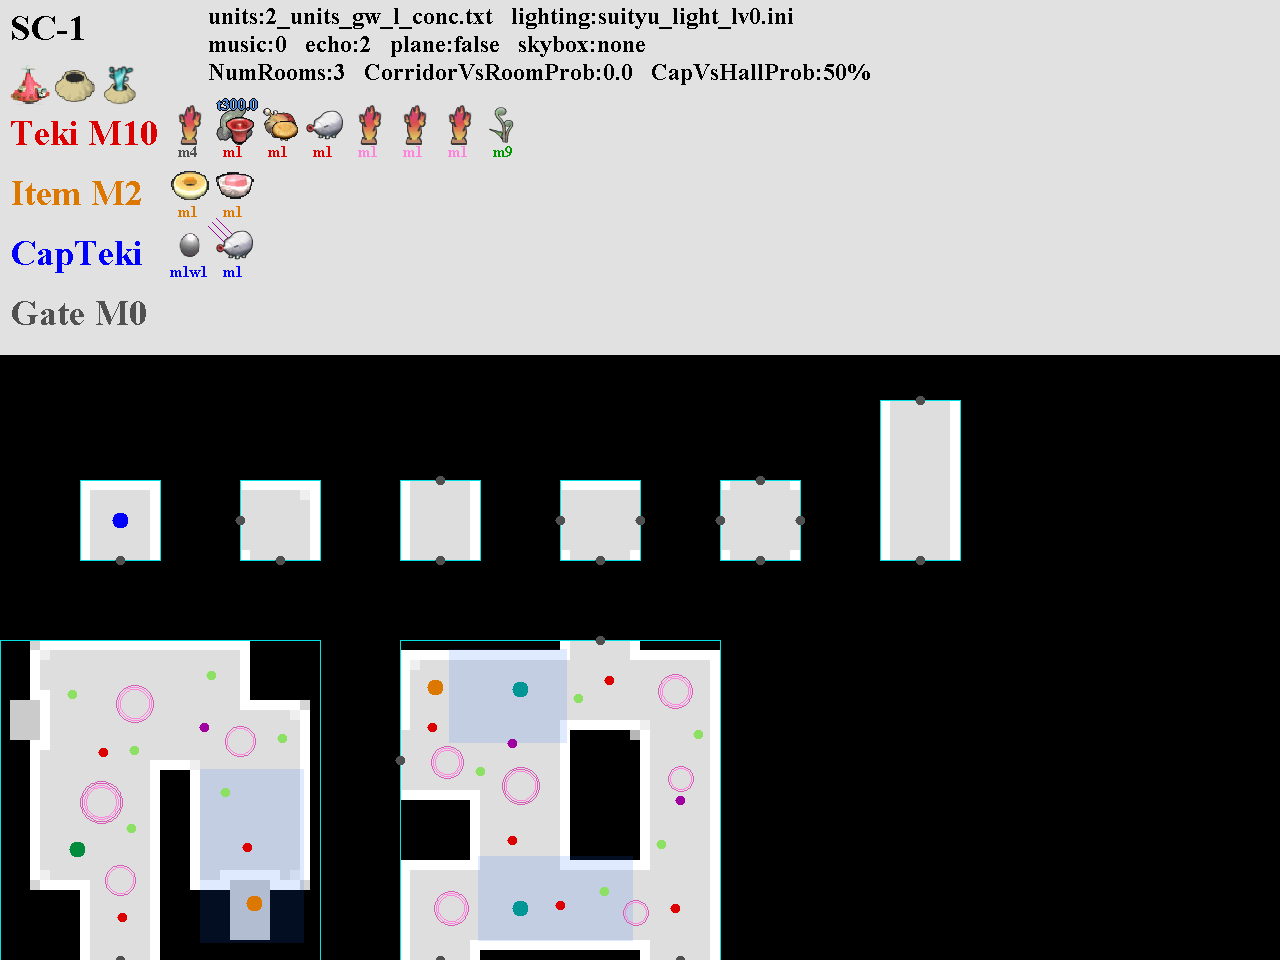 SC-1
units:2_units_gw_l_conc.txt lighting:suityu_light_lv0.ini
music:0 echo:2 plane:false skybox:none
NumRooms:3 CorridorVsRoomProb:0.0 CapVsHallProb:50%
t300.0
Teki M10
m4 m1 m1 m1 m1 m1 m1 m9
Item M2
m1 m1
CapTeki
m1w1 m1
Gate M0